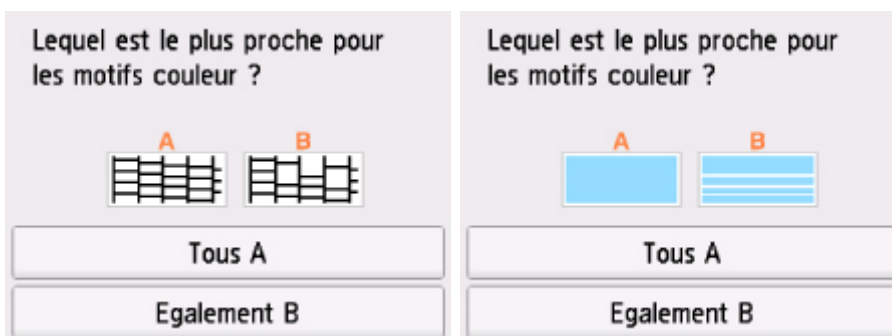 Lequel est le plus proche pour
les motifs couleur ?
A B
Tous A
Egalement B
Lequel est le plus proche pour
les motifs couleur ?
A B
Tous A
Egalement B